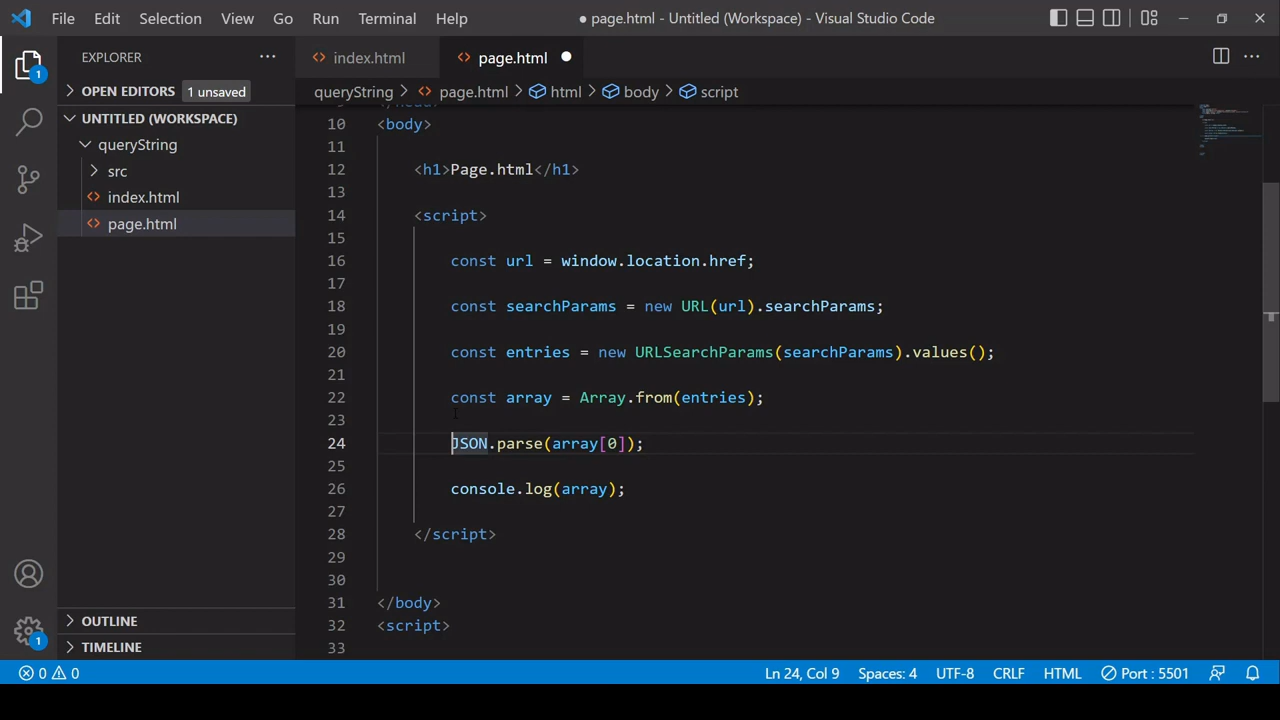 File Edit Selection View Go Run Terminal Help ● page.html - Untitled (Workspace) - Visual Studio Code
EXPLORER
index.html
page.html
OPEN EDITORS 1 unsaved
queryString > page.html > html > body > script
UNTITLED (WORKSPACE)
queryString
src
index.html
page.html
1
10 <body>
11
12 <h1>Page.html</h1>
13
14 <script>
15
16 const url = window.location.href;
17
18 const searchParams = new URL(url).searchParams;
19
20 const entries = new URLSearchParams(searchParams).values();
21
22 const array = Array.from(entries);
23
24 JSON.parse(array[0]);
25
26 console.log(array);
27
28 </script>
29
30
31 </body>
32 <script>
33
OUTLINE
TIMELINE
1
0 0 Ln 24, Col 9 Spaces: 4 UTF-8 CRLF HTML Port : 5501